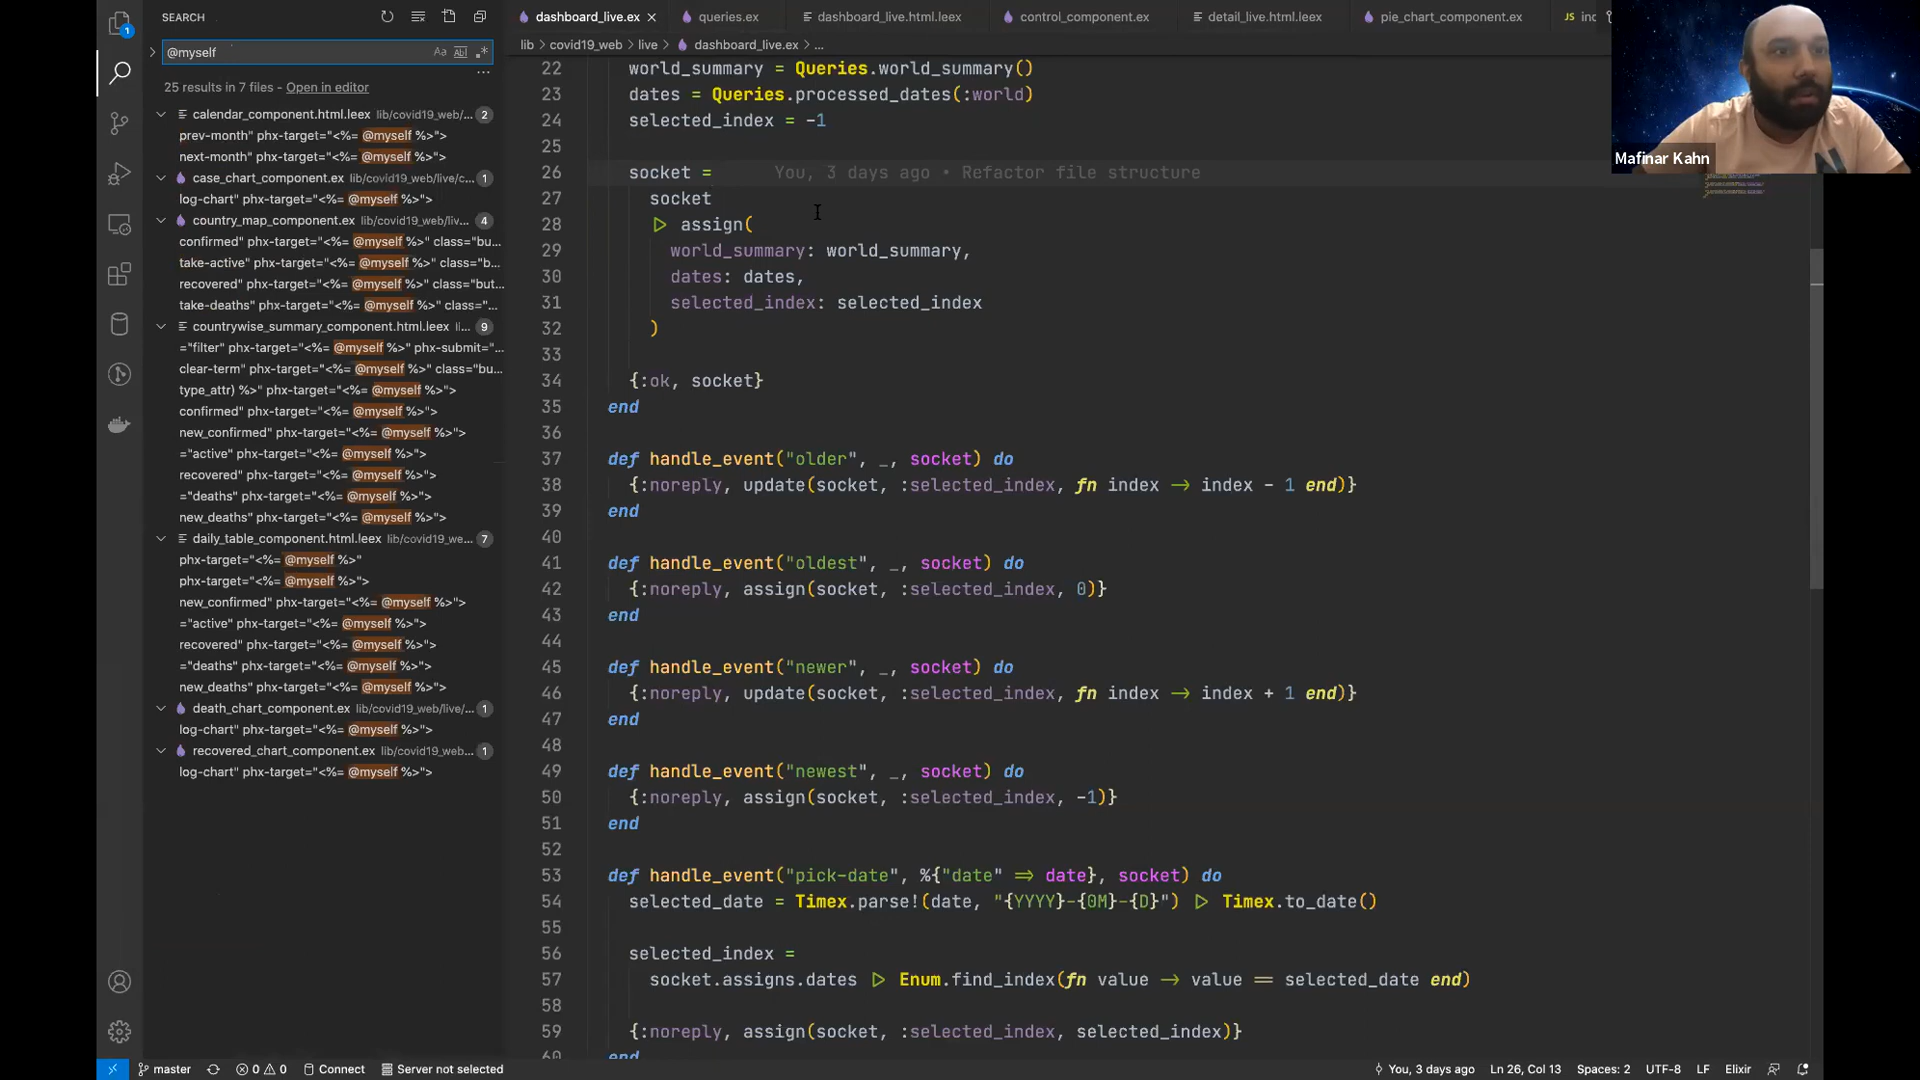 SEARCH
@myself
25 results in 7 files - Open in editor
calendar_component.html.leex lib/covid19_web/... 2
prev-month" phx-target="<%= @myself %>">
next-month" phx-target="<%= @myself %>">
case_chart_component.ex lib/covid19_web/live/c... 1
log-chart" phx-target="<%= @myself %>">
country_map_component.ex lib/covid19_web/liv... 4
confirmed" phx-target="<%= @myself %>" class="bu...
take-active" phx-target="<%= @myself %>" class="b...
recovered" phx-target="<%= @myself %>" class="but...
take-deaths" phx-target="<%= @myself %>" class="...
countrywise_summary_component.html.leex li... 9
="filter" phx-target="<%= @myself %>" phx-submit="...
clear-term" phx-target="<%= @myself %>" class="bu...
type_attr) %>" phx-target="<%= @myself %>">
confirmed" phx-target="<%= @myself %>">
new_confirmed" phx-target="<%= @myself %>">
="active" phx-target="<%= @myself %>">
recovered" phx-target="<%= @myself %>">
="deaths" phx-target="<%= @myself %>">
new_deaths" phx-target="<%= @myself %>">
daily_table_component.html.leex lib/covid19_we... 7
phx-target="<%= @myself %>"
phx-target="<%= @myself %>">
new_confirmed" phx-target="<%= @myself %>">
="active" phx-target="<%= @myself %>">
recovered" phx-target="<%= @myself %>">
="deaths" phx-target="<%= @myself %>">
new_deaths" phx-target="<%= @myself %>">
death_chart_component.ex lib/covid19_web/live/... 1
log-chart" phx-target="<%= @myself %>">
recovered_chart_component.ex lib/covid19_web... 1
log-chart" phx-target="<%= @myself %>">
dashboard_live.ex queries.ex dashboard_live.html.leex control_component.ex detail_live.html.leex pie_chart_component.ex JS
lib > covid19_web > live > dashboard_live.ex > ...
22 world_summary = Queries.world_summary()
23 dates = Queries.processed_dates(:world)
24 selected_index = -1
25
26 socket = You, 3 days ago • Refactor file structure
27 socket
28 |> assign(
29 world_summary: world_summary,
30 dates: dates,
31 selected_index: selected_index
32 )
33
34 {:ok, socket}
35 end
36
37 def handle_event("older", _, socket) do
38 {:noreply, update(socket, :selected_index, fn index -> index - 1 end)}
39 end
40
41 def handle_event("oldest", _, socket) do
42 {:noreply, assign(socket, :selected_index, 0)}
43 end
44
45 def handle_event("newer", _, socket) do
46 {:noreply, update(socket, :selected_index, fn index -> index + 1 end)}
47 end
48
49 def handle_event("newest", _, socket) do
50 {:noreply, assign(socket, :selected_index, -1)}
51 end
52
53 def handle_event("pick-date", %{"date" => date}, socket) do
54 selected_date = Timex.parse!(date, "{YYYY}-{0M}-{D}") |> Timex.to_date()
55
56 selected_index =
57 socket.assigns.dates |> Enum.find_index(fn value -> value == selected_date end)
58
59 {:noreply, assign(socket, :selected_index, selected_index)}
60 end
Mafinar Kahn
master 0 0 Connect Server not selected You, 3 days ago Ln 26, Col 13 Spaces: 2 UTF-8 LF Elixir